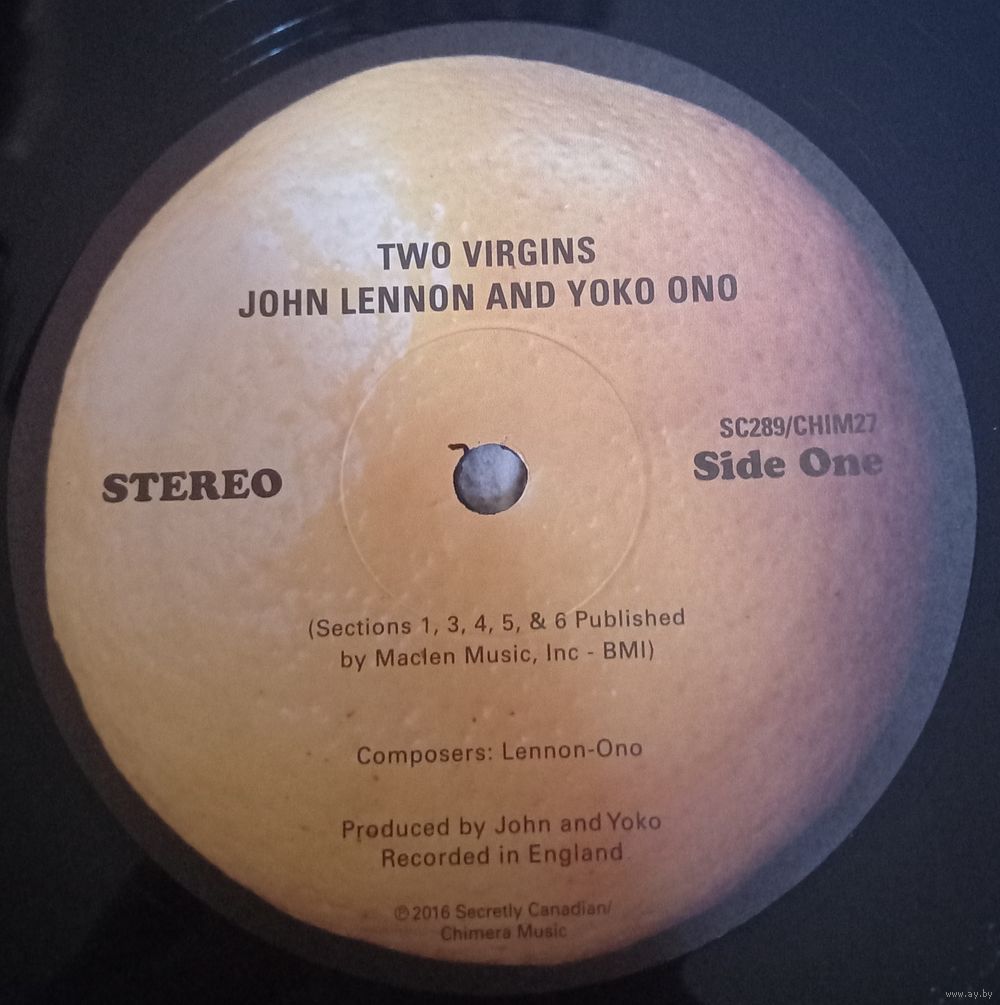 TWO VIRGINS
JOHN LENNON AND YOKO ONO
SC289/CHIM27
STEREO
Side One
(Sections 1, 3, 4, 5, & 6 Published
by Maclen Music, Inc - BMI)
Composers: Lennon-Ono
Produced by John and Yoko
Recorded in England
℗ 2016 Secretly Canadian/
Chimera Music
www.ay.by